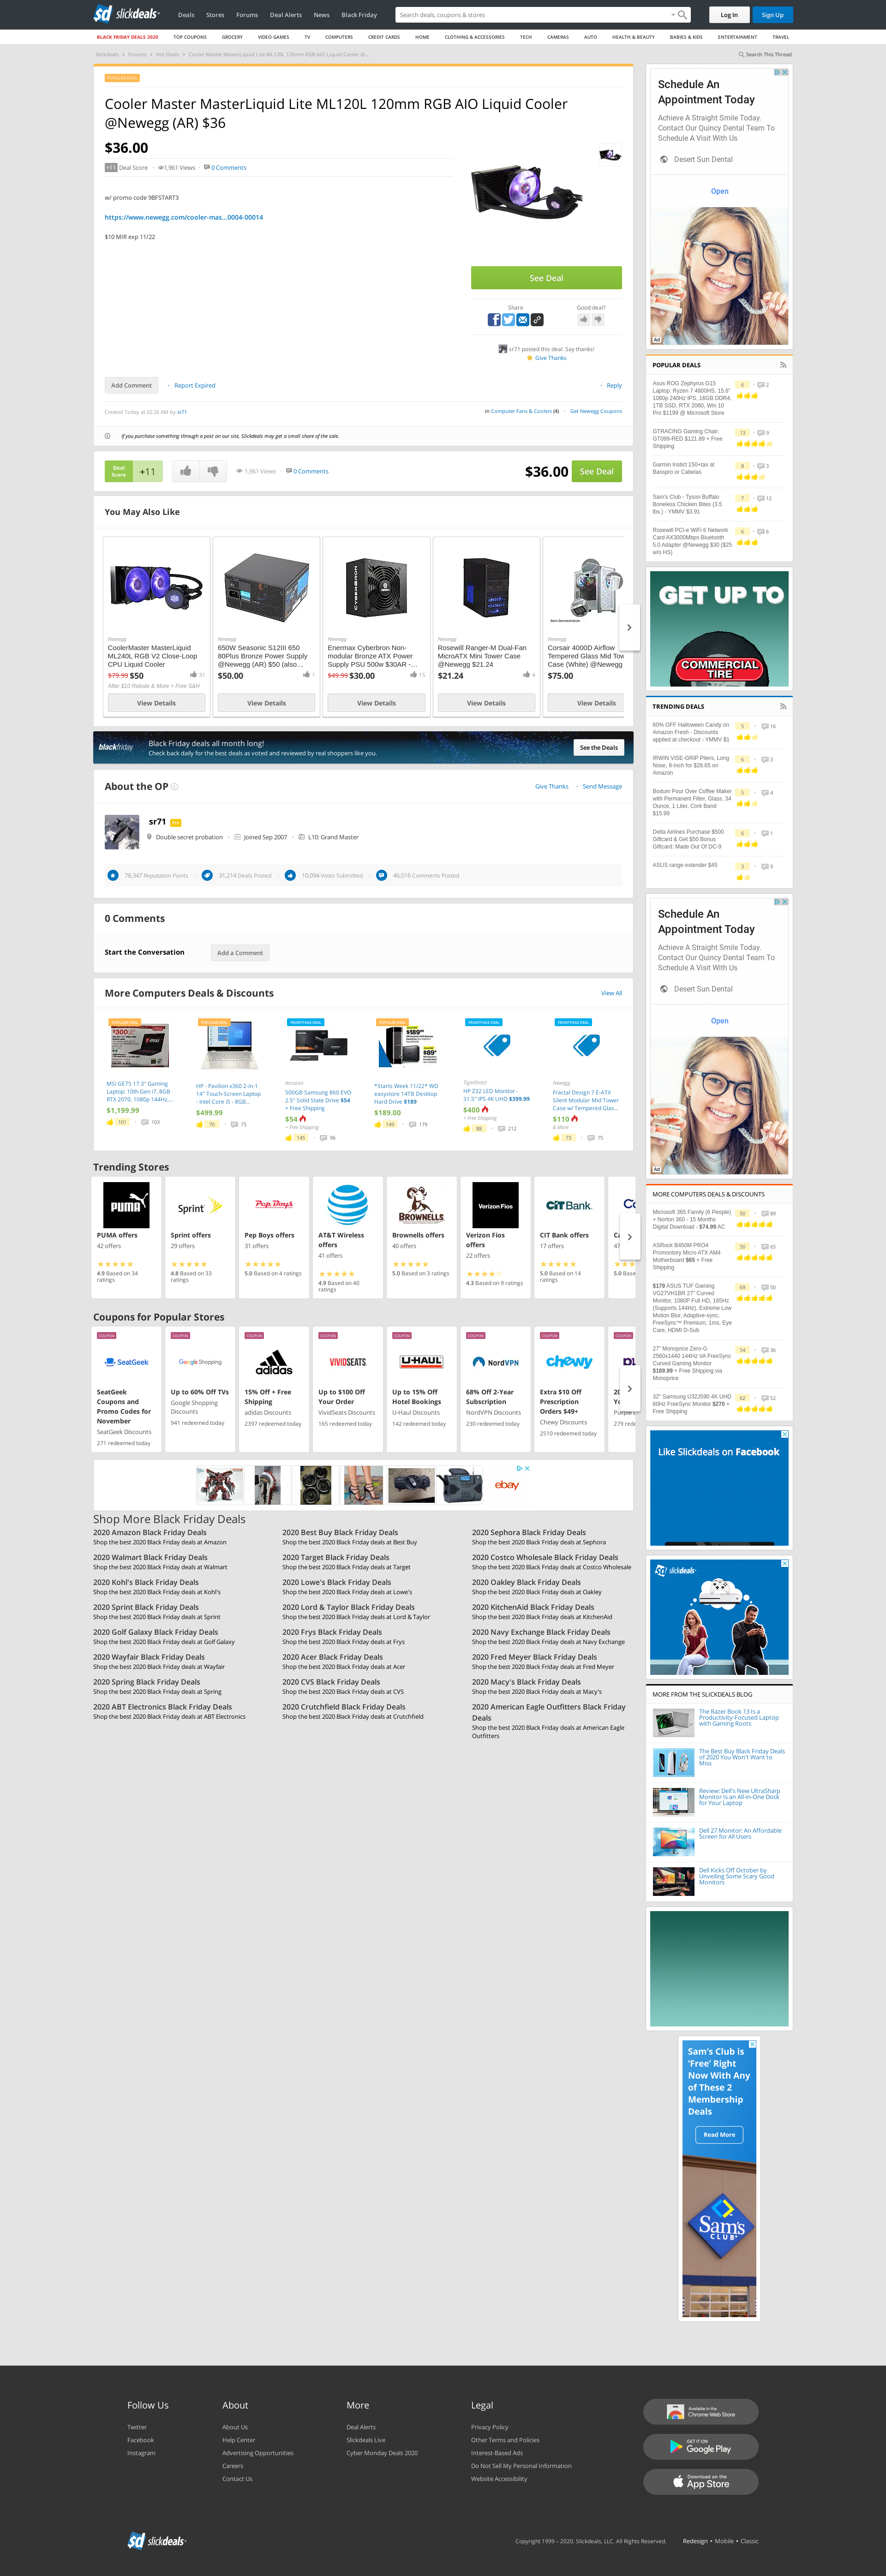 slickdeals
Deals
Stores
Forums
Deal Alerts
News
Black Friday
Search deals, coupons & stores
Log In
Sign Up
BLACK FRIDAY DEALS 2020
TOP COUPONS
GROCERY
VIDEO GAMES
TV
COMPUTERS
CREDIT CARDS
HOME
CLOTHING & ACCESSORIES
TECH
CAMERAS
AUTO
HEALTH & BEAUTY
BABIES & KIDS
ENTERTAINMENT
TRAVEL
Slickdeals > Forums > Hot Deals > Cooler Master MasterLiquid Lite ML120L 120mm RGB AIO Liquid Cooler @...
Search This Thread
POPULAR DEAL
Cooler Master MasterLiquid Lite ML120L 120mm RGB AIO Liquid Cooler
@Newegg (AR) $36
$36.00
+11 Deal Score
1,961 Views
0 Comments
w/ promo code 9BFSTART3
https://www.newegg.com/cooler-mas...0004-00014
$10 MIR exp 11/22
See Deal
Share
Good deal?
sr71 posted this deal. Say thanks!
Give Thanks
Add Comment
Report Expired
Reply
Created Today at 02:26 AM by sr71
in Computer Fans & Coolers (4)
Get Newegg Coupons
If you purchase something through a post on our site, Slickdeals may get a small share of the sale.
Deal
Score
+11
1,961 Views
0 Comments
$36.00
See Deal
You May Also Like
Newegg
CoolerMaster MasterLiquid
ML240L RGB V2 Close-Loop
CPU Liquid Cooler
$79.99 $50
31
After $10 Rebate & More + Free S&H
View Details
Newegg
650W Seasonic S12III 650
80Plus Bronze Power Supply
@Newegg (AR) $50 (also...
$50.00
1
View Details
Newegg
Enermax Cyberbron Non-
modular Bronze ATX Power
Supply PSU 500w $30AR -...
$49.99 $30.00
15
View Details
Newegg
Rosewill Ranger-M Dual-Fan
MicroATX Mini Tower Case
@Newegg $21.24
$21.24
4
View Details
Newegg
Corsair 4000D Airflow
Tempered Glass Mid Tow
Case (White) @Newegg
$75.00
View Details
blackfriday
Black Friday deals all month long!
Check back daily for the best deals as voted and reviewed by real shoppers like you.
See the Deals
About the OP
Give Thanks
Send Message
sr71
Pro
Double secret probation
Joined Sep 2007
L10: Grand Master
78,347 Reputation Points
31,214 Deals Posted
10,094 Votes Submitted
46,016 Comments Posted
0 Comments
Start the Conversation
Add a Comment
More Computers Deals & Discounts
View All
POPULAR DEAL
MSI GE75 17.3" Gaming
Laptop: 10th Gen i7, 8GB
RTX 2070, 1080p 144Hz,...
$1,199.99
101
103
POPULAR DEAL
HP - Pavilion x360 2-in-1
14" Touch-Screen Laptop
- Intel Core i5 - 8GB...
$499.99
70
75
FRONTPAGE DEAL
Amazon
500GB Samsung 860 EVO
2.5" Solid State Drive $54
+ Free Shipping
$54
+ Free Shipping
145
96
POPULAR DEAL
*Starts Week 11/22* WD
easystore 14TB Desktop
Hard Drive $189
$189.00
149
179
FRONTPAGE DEAL
TigerDirect
HP Z32 LED Monitor -
31.5" IPS 4K UHD $399.99
$400
+ Free Shipping
88
212
FRONTPAGE DEAL
Newegg
Fractal Design 7 E-ATX
Silent Modular Mid Tower
Case w/ Tempered Glas...
$110
& More
73
75
Trending Stores
PUMA offers
42 offers
4.9 Based on 34
ratings
Sprint offers
29 offers
4.8 Based on 33
ratings
Pep Boys offers
31 offers
5.0 Based on 4 ratings
AT&T Wireless
offers
41 offers
4.9 Based on 40
ratings
Brownells offers
40 offers
5.0 Based on 3 ratings
Verizon Fios
offers
22 offers
4.3 Based on 9 ratings
CIT Bank offers
17 offers
5.0 Based on 14
ratings
Coupons for Popular Stores
COUPON
SeatGeek
SeatGeek
Coupons and
Promo Codes for
November
SeatGeek Discounts
271 redeemed today
COUPON
Google Shopping
Up to 60% Off TVs
Google Shopping
Discounts
941 redeemed today
COUPON
adidas
15% Off + Free
Shipping
adidas Discounts
2397 redeemed today
COUPON
VIVIDSEATS
Up to $100 Off
Your Order
VividSeats Discounts
165 redeemed today
COUPON
U-HAUL
Up to 15% Off
Hotel Bookings
U-Haul Discounts
142 redeemed today
COUPON
NordVPN
68% Off 2-Year
Subscription
NordVPN Discounts
230 redeemed today
COUPON
chewy
Extra $10 Off
Prescription
Orders $49+
Chewy Discounts
2510 redeemed today
COUPON
ebay
Shop More Black Friday Deals
2020 Amazon Black Friday Deals
Shop the best 2020 Black Friday deals at Amazon
2020 Best Buy Black Friday Deals
Shop the best 2020 Black Friday deals at Best Buy
2020 Sephora Black Friday Deals
Shop the best 2020 Black Friday deals at Sephora
2020 Walmart Black Friday Deals
Shop the best 2020 Black Friday deals at Walmart
2020 Target Black Friday Deals
Shop the best 2020 Black Friday deals at Target
2020 Costco Wholesale Black Friday Deals
Shop the best 2020 Black Friday deals at Costco Wholesale
2020 Kohl's Black Friday Deals
Shop the best 2020 Black Friday deals at Kohl's
2020 Lowe's Black Friday Deals
Shop the best 2020 Black Friday deals at Lowe's
2020 Oakley Black Friday Deals
Shop the best 2020 Black Friday deals at Oakley
2020 Sprint Black Friday Deals
Shop the best 2020 Black Friday deals at Sprint
2020 Lord & Taylor Black Friday Deals
Shop the best 2020 Black Friday deals at Lord & Taylor
2020 KitchenAid Black Friday Deals
Shop the best 2020 Black Friday deals at KitchenAid
2020 Golf Galaxy Black Friday Deals
Shop the best 2020 Black Friday deals at Golf Galaxy
2020 Frys Black Friday Deals
Shop the best 2020 Black Friday deals at Frys
2020 Navy Exchange Black Friday Deals
Shop the best 2020 Black Friday deals at Navy Exchange
2020 Wayfair Black Friday Deals
Shop the best 2020 Black Friday deals at Wayfair
2020 Acer Black Friday Deals
Shop the best 2020 Black Friday deals at Acer
2020 Fred Meyer Black Friday Deals
Shop the best 2020 Black Friday deals at Fred Meyer
2020 Spring Black Friday Deals
Shop the best 2020 Black Friday deals at Spring
2020 CVS Black Friday Deals
Shop the best 2020 Black Friday deals at CVS
2020 Macy's Black Friday Deals
Shop the best 2020 Black Friday deals at Macy's
2020 ABT Electronics Black Friday Deals
Shop the best 2020 Black Friday deals at ABT Electronics
2020 Crutchfield Black Friday Deals
Shop the best 2020 Black Friday deals at Crutchfield
2020 American Eagle Outfitters Black Friday
Deals
Shop the best 2020 Black Friday deals at American Eagle
Outfitters
Schedule An
Appointment Today
Achieve A Straight Smile Today.
Contact Our Quincy Dental Team To
Schedule A Visit With Us
Desert Sun Dental
Open
Ad
POPULAR DEALS
Asus ROG Zephyrus G15
Laptop: Ryzen 7 4800HS, 15.6"
1080p 240Hz IPS, 16GB DDR4,
1TB SSD, RTX 2060, Win 10
Pro $1199 @ Microsoft Store
6
2
GTRACING Gaming Chair:
GT099-RED $121.89 + Free
Shipping
13
9
Garmin Instict 150+tax at
Basspro or Cabelas
8
3
Sam's Club - Tyson Buffalo
Boneless Chicken Bites (3.5
lbs.) - YMMV $3.91
7
12
Rosewill PCI-e WiFi 6 Network
Card AX3000Mbps Bluetooth
5.0 Adapter @Newegg $30 ($25
w/o HS)
6
6
GET UP TO
COMMERCIAL
TIRE
TRENDING DEALS
60% OFF Halloween Candy on
Amazon Fresh - Discounts
applied at checkout - YMMV $1
5
16
IRWIN VISE-GRIP Pliers, Long
Nose, 8-Inch for $28.65 on
Amazon
6
3
Bodum Pour Over Coffee Maker
with Permanent Filter, Glass, 34
Ounce, 1 Liter, Cork Band
$15.99
5
4
Delta Airlines Purchase $500
Giftcard & Get $50 Bonus
Giftcard: Made Out Of DC-9
6
1
ASUS range extender $45
3
9
Schedule An
Appointment Today
Achieve A Straight Smile Today.
Contact Our Quincy Dental Team To
Schedule A Visit With Us
Desert Sun Dental
Open
Ad
MORE COMPUTERS DEALS & DISCOUNTS
Microsoft 365 Family (6 People)
+ Norton 360 - 15 Months
Digital Download - $74.99 AC
50
89
ASRock B450M PRO4
Promontory Micro ATX AM4
Motherboard $65 + Free
Shipping
50
65
$179 ASUS TUF Gaming
VG27VH1BR 27" Curved
Monitor, 1080P Full HD, 165Hz
(Supports 144Hz), Extreme Low
Motion Blur, Adaptive-sync,
FreeSync™ Premium, 1ms, Eye
Care, HDMI D-Sub
69
50
27" Monoprice Zero-G
2560x1440 144Hz VA FreeSync
Curved Gaming Monitor
$189.99 + Free Shipping via
Monoprice
54
36
32" Samsung U32J590 4K UHD
60Hz FreeSync Monitor $270 +
Free Shipping
62
52
Like Slickdeals on Facebook
slickdeals
MORE FROM THE SLICKDEALS BLOG
The Razer Book 13 Is a
Productivity-Focused Laptop
with Gaming Roots
The Best Buy Black Friday Deals
of 2020 You Won't Want to
Miss
Review: Dell's New UltraSharp
Monitor Is an All-in-One Dock
for Your Laptop
Dell 27 Monitor: An Affordable
Screen for All Users
Dell Kicks Off October by
Unveiling Some Scary Good
Monitors
Sam's Club is
'Free' Right
Now With Any
of These 2
Membership
Deals
Read More
Sam's
CLUB
Follow Us
Twitter
Facebook
Instagram
About
About Us
Help Center
Advertising Opportunities
Careers
Contact Us
More
Deal Alerts
Slickdeals Live
Cyber Monday Deals 2020
Legal
Privacy Policy
Other Terms and Policies
Interest-Based Ads
Do Not Sell My Personal Information
Website Accessibility
Available in the
Chrome Web Store
GET IT ON
Google Play
Download on the
App Store
slickdeals
Copyright 1999 – 2020. Slickdeals, LLC. All Rights Reserved.
Redesign • Mobile • Classic